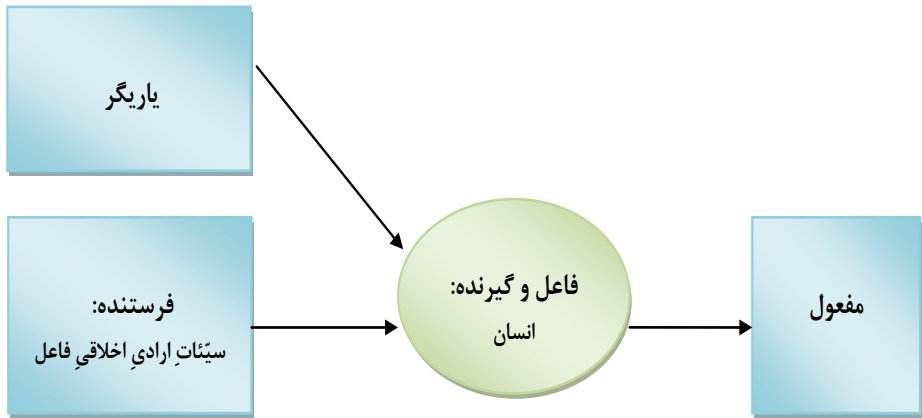 یاریگر
فرستنده:
سیّئاتِ ارادیِ اخلاقیِ فاعل
فاعل و گیرنده:
انسان
مفعول